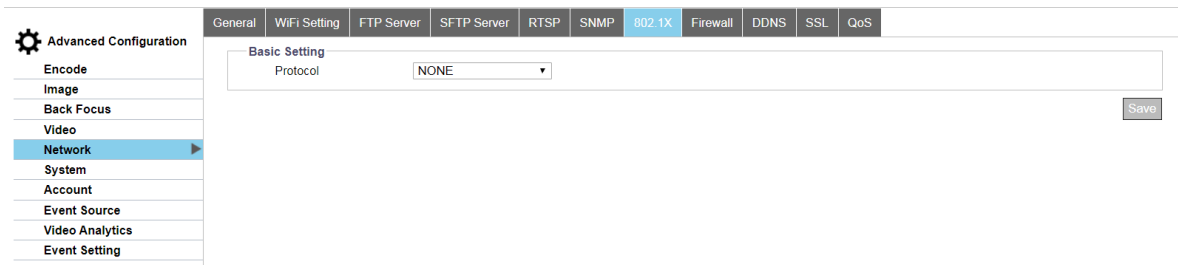 General WiFi Setting FTP Server SFTP Server RTSP SNMP 802.1X Firewall DDNS SSL QoS
Advanced Configuration
Encode
Image
Back Focus
Video
Network
System
Account
Event Source
Video Analytics
Event Setting
Basic Setting
Protocol NONE
Save